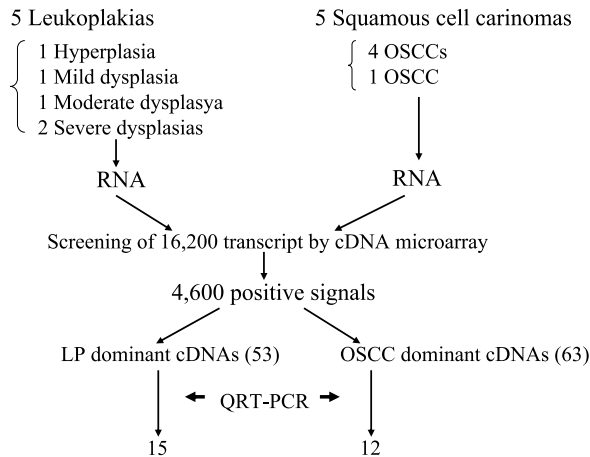 5 Leukoplakias
1 Hyperplasia
1 Mild dysplasia
1 Moderate dysplasya
2 Severe dysplasias
5 Squamous cell carinomas
4 OSCCs
1 OSCC
RNA
RNA
Screening of 16,200 transcript by cDNA microarray
4,600 positive signals
LP dominant cDNAs (53)
OSCC dominant cDNAs (63)
QRT-PCR
15
12